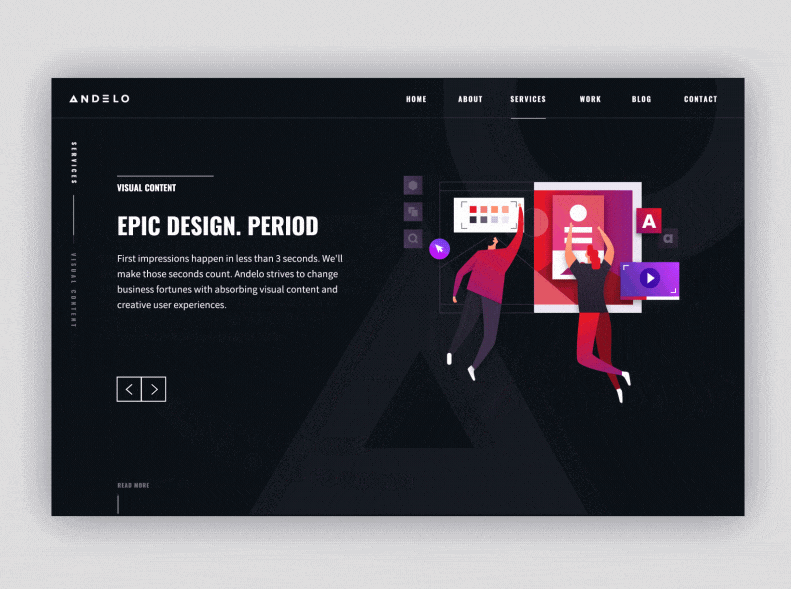 ANDELO
HOME ABOUT SERVICES WORK BLOG CONTACT
SERVICES
VISUAL CONTENT
VISUAL CONTENT
EPIC DESIGN. PERIOD
First impressions happen in less than 3 seconds. We'll
make those seconds count. Andelo strives to change
business fortunes with absorbing visual content and
creative user experiences.
A
a
READ MORE